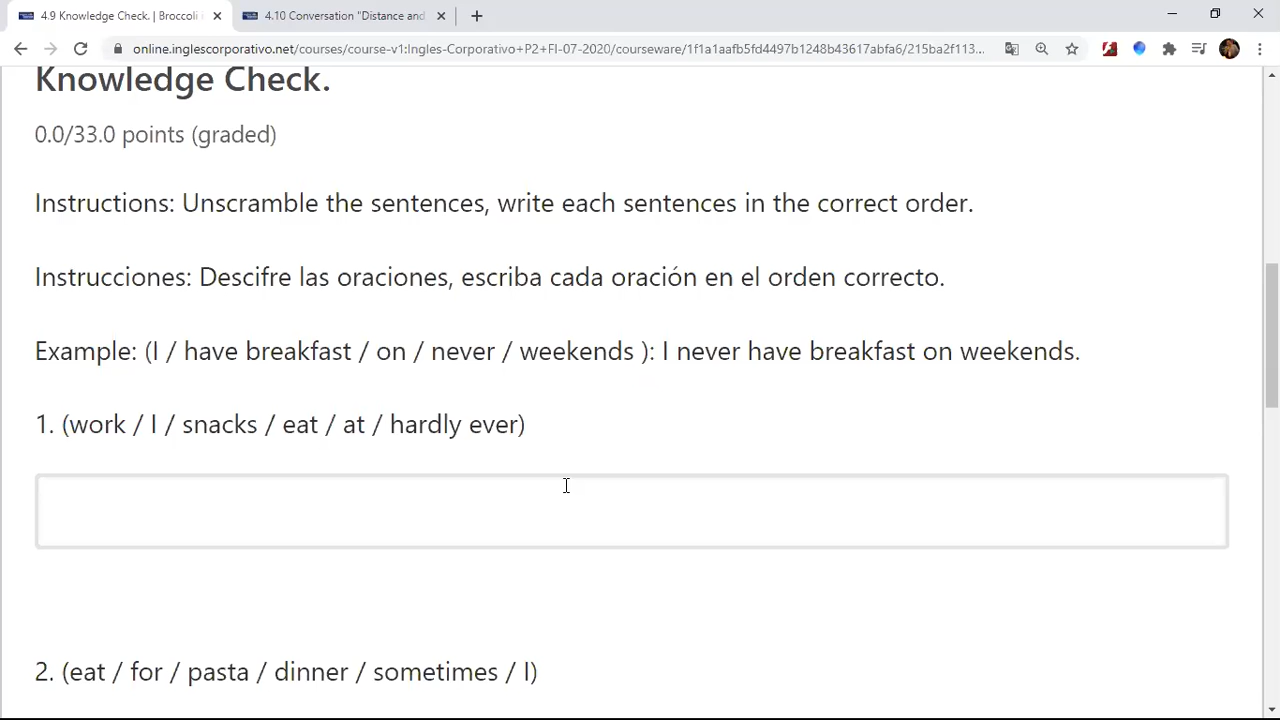 4.9 Knowledge Check. | Broccoli i
4.10 Conversation "Distance and
online.inglescorporativo.net/courses/course-v1:Ingles-Corporativo+P2+FI-07-2020/courseware/1f1a1aafb5fd4497b1248b43617abfa6/215ba2f113...
Knowledge Check.
0.0/33.0 points (graded)
Instructions: Unscramble the sentences, write each sentences in the correct order.
Instrucciones: Descifre las oraciones, escriba cada oración en el orden correcto.
Example: (I / have breakfast / on / never / weekends ): I never have breakfast on weekends.
1. (work / I / snacks / eat / at / hardly ever)
2. (eat / for / pasta / dinner / sometimes / I)